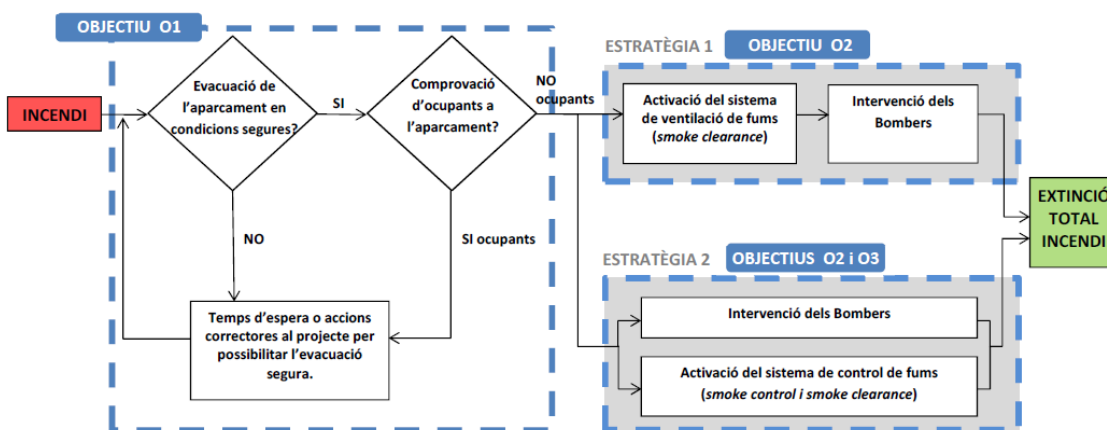 OBJECTIU O1
INCENDI
Evacuació de
l'aparcament en
condicions segures?
SI
Comprovació
d'ocupants a
l'aparcament?
NO
ocupants
NO
SI ocupants
Temps d'espera o accions
correctores al projecte per
possibilitar l'evacuació
segura.
ESTRATÈGIA 1
OBJECTIU O2
Activació del sistema
de ventilació de fums
(smoke clearance)
Intervenció dels
Bombers
ESTRATÈGIA 2
OBJECTIUS O2 i O3
Intervenció dels Bombers
Activació del sistema de control de fums
(smoke control i smoke clearance)
EXTINCIÓ
TOTAL
INCENDI